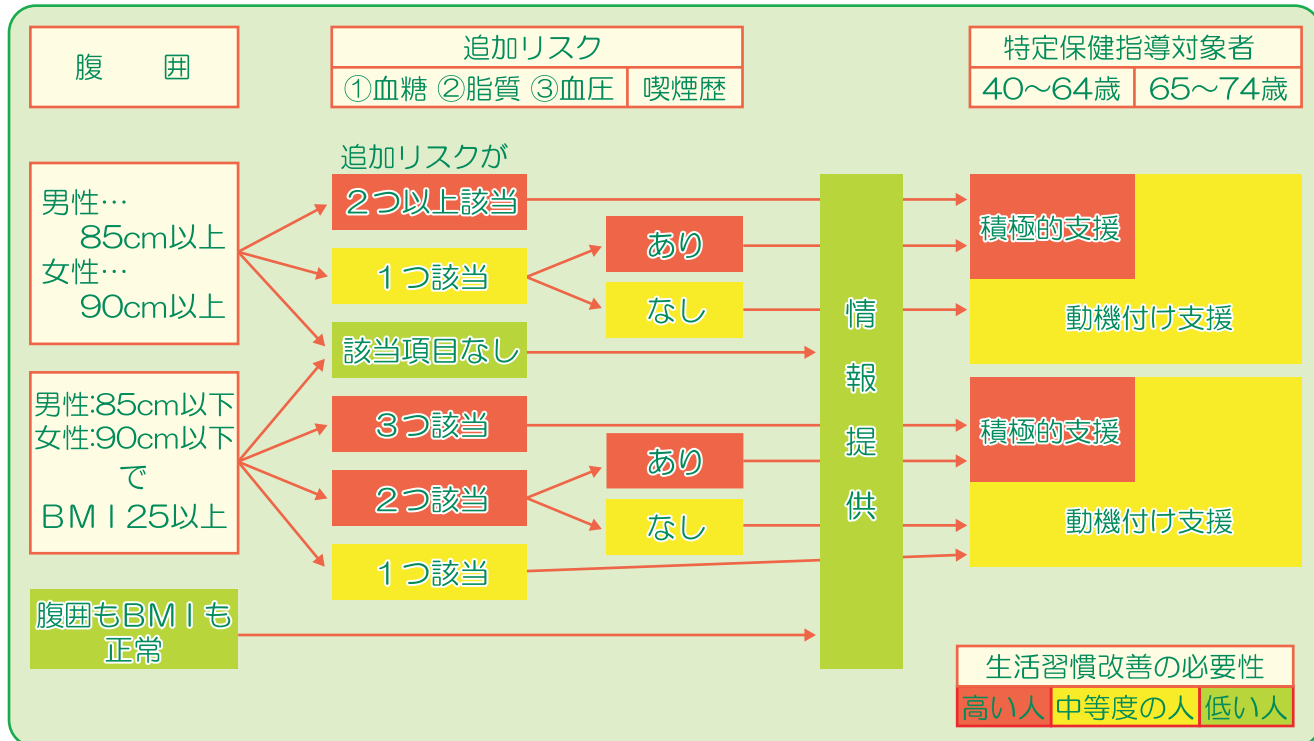 腹　囲
追加リスク
①血糖 ②脂質 ③血圧
喫煙歴
特定保健指導対象者
40～64歳
65～74歳
男性…
85cm以上
女性…
90cm以上
追加リスクが
2つ以上該当
1つ該当
該当項目なし
あり
なし
積極的支援
動機付け支援
男性:85cm以下
女性:90cm以下
で
BMI25以上
3つ該当
2つ該当
1つ該当
あり
なし
情報提供
積極的支援
動機付け支援
腹囲もBMIも
正常
生活習慣改善の必要性
高い人
中等度の人
低い人